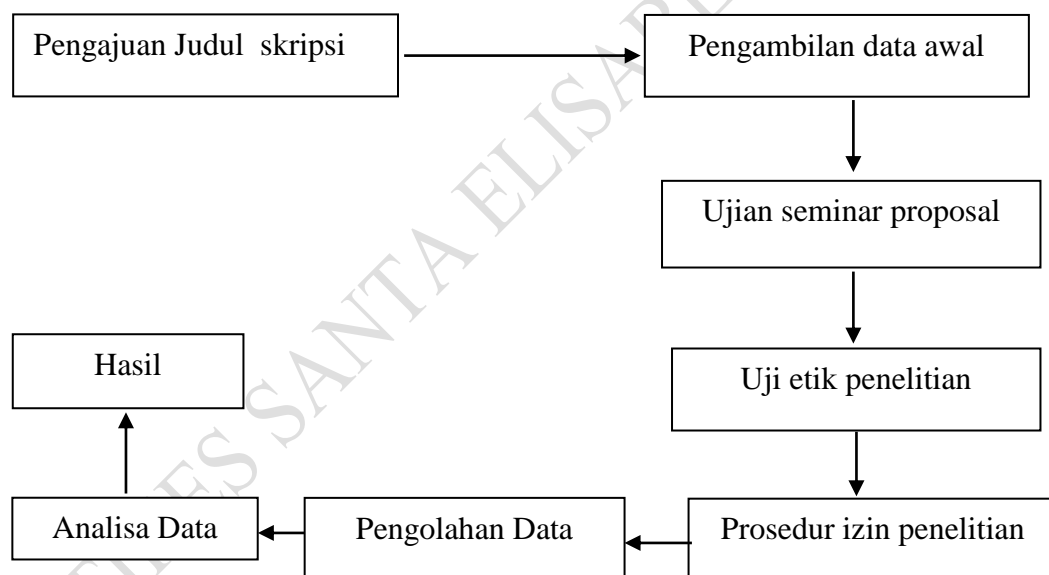 Pengajuan Judul skripsi
Pengambilan data awal
Ujian seminar proposal
Uji etik penelitian
Prosedur izin penelitian
Pengolahan Data
Analisa Data
Hasil
SANTA